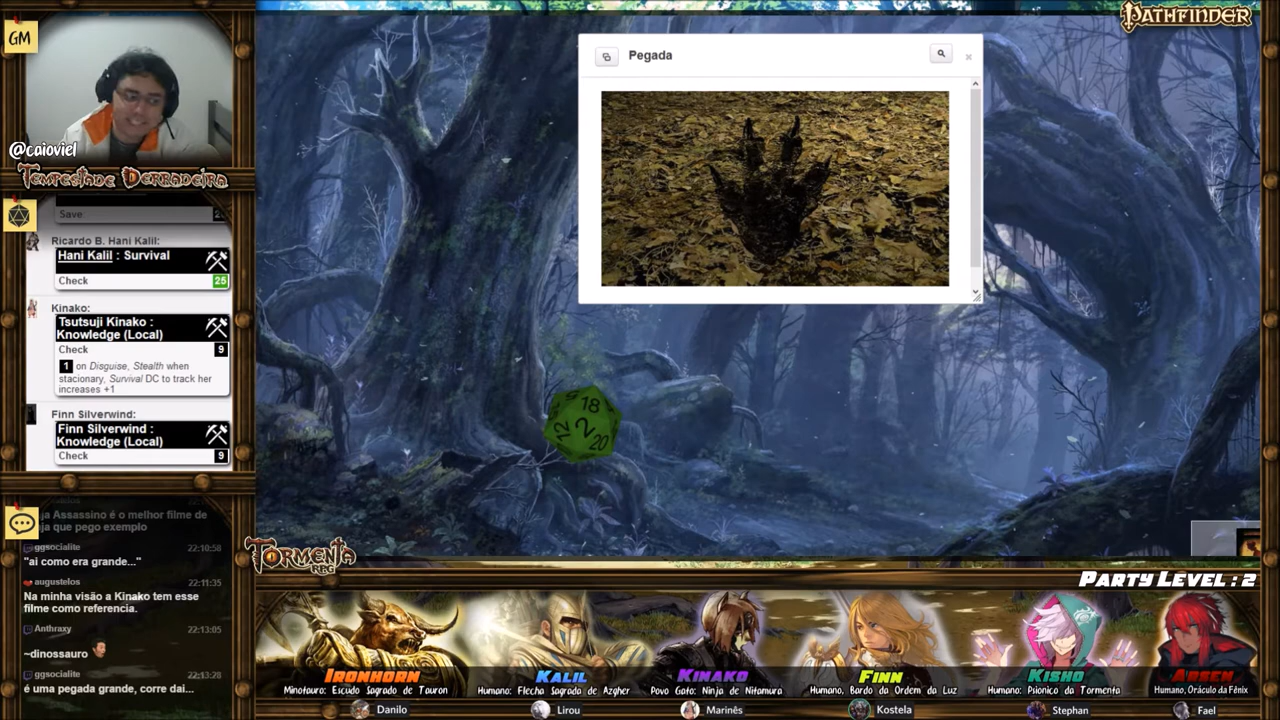 GM
@caioviel
Tempestade Derradeira
Save:
Ricardo B. Hani Kalil:
Hani Kalil : Survival
Check 25
Kinako:
Tsutsuji Kinako :
Knowledge (Local)
Check 9
1 on Disguise, Stealth when
stacionary, Survival DC to track her
increases +1
Finn Silverwind:
Finn Silverwind :
Knowledge (Local)
Check 9
ja Assassino é o melhor filme de
ja que pego exemplo
ggsocialite 22:10:58
"ai como era grande..."
augustelos 22:11:35
Na minha visão a Kinako tem esse
filme como referencia.
Anthraxy 22:13:05
~dinossauro
ggsocialite 22:13:28
é uma pegada grande, corre dai...
Pathfinder
Pegada
18
12 2
20
Tormenta
RPG
Party Level : 2
Ironhorn
Minotauro: Escudo Sagrado de Tauron
Danilo
Kalil
Humano: Flecha Sagrada de Azgher
Lirou
Kinako
Povo Gato: Ninja de Nitamura
Marinês
Finn
Humano, Bardo da Ordem da Luz
Kostela
Kisho
Humano: Psionico da Tormenta
Stephan
Arsen
Humano, Oráculo da Fênix
Fael